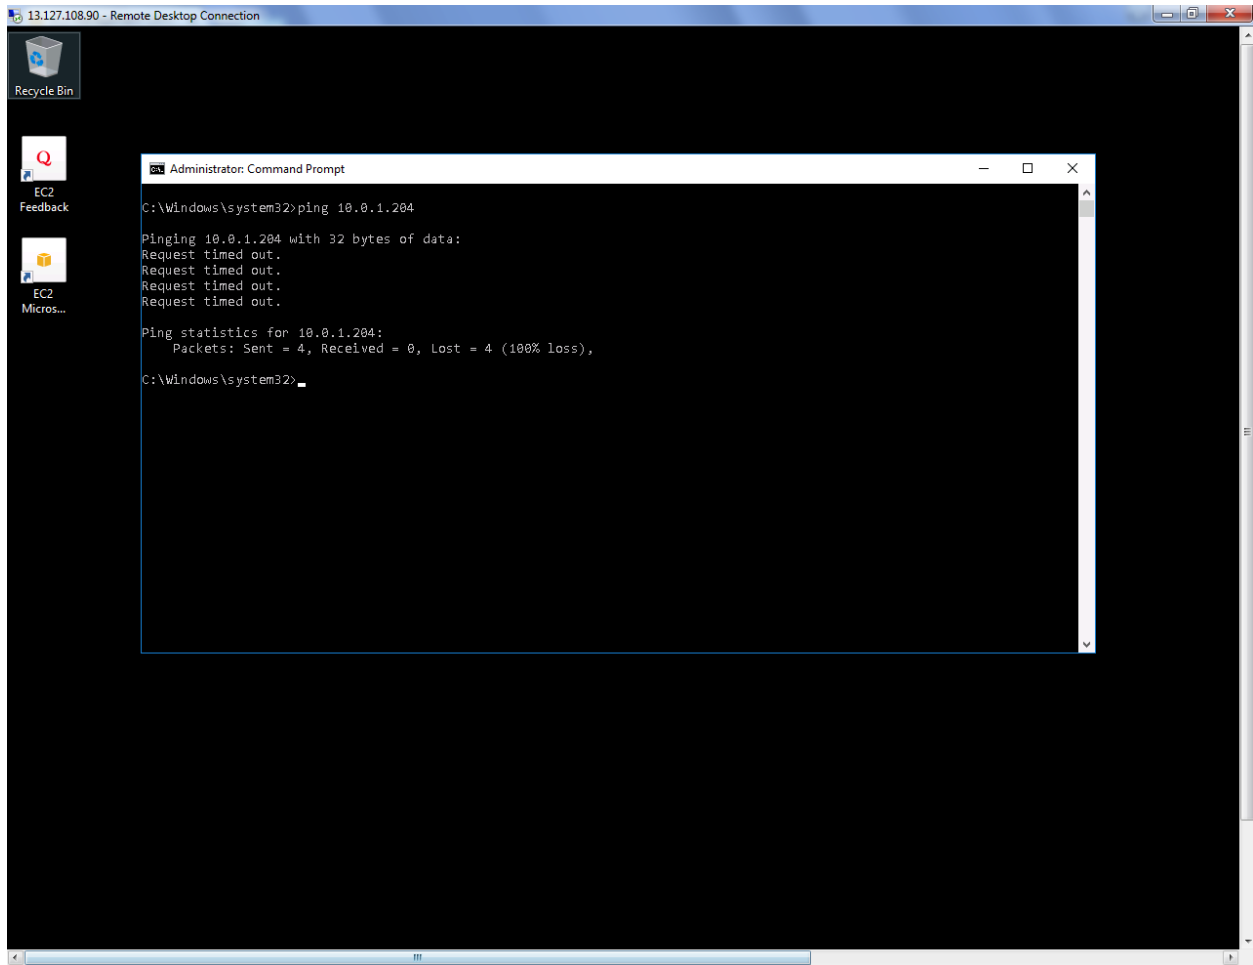 13.127.108.90 - Remote Desktop Connection
Recycle Bin
Q
EC2
Feedback
EC2
Micros...
C:\.
Administrator: Command Prompt
C:\Windows\system32>ping 10.0.1.204
Pinging 10.0.1.204 with 32 bytes of data:
Request timed out.
Request timed out.
Request timed out.
Request timed out.
Ping statistics for 10.0.1.204:
    Packets: Sent = 4, Received = 0, Lost = 4 (100% loss),
C:\Windows\system32>